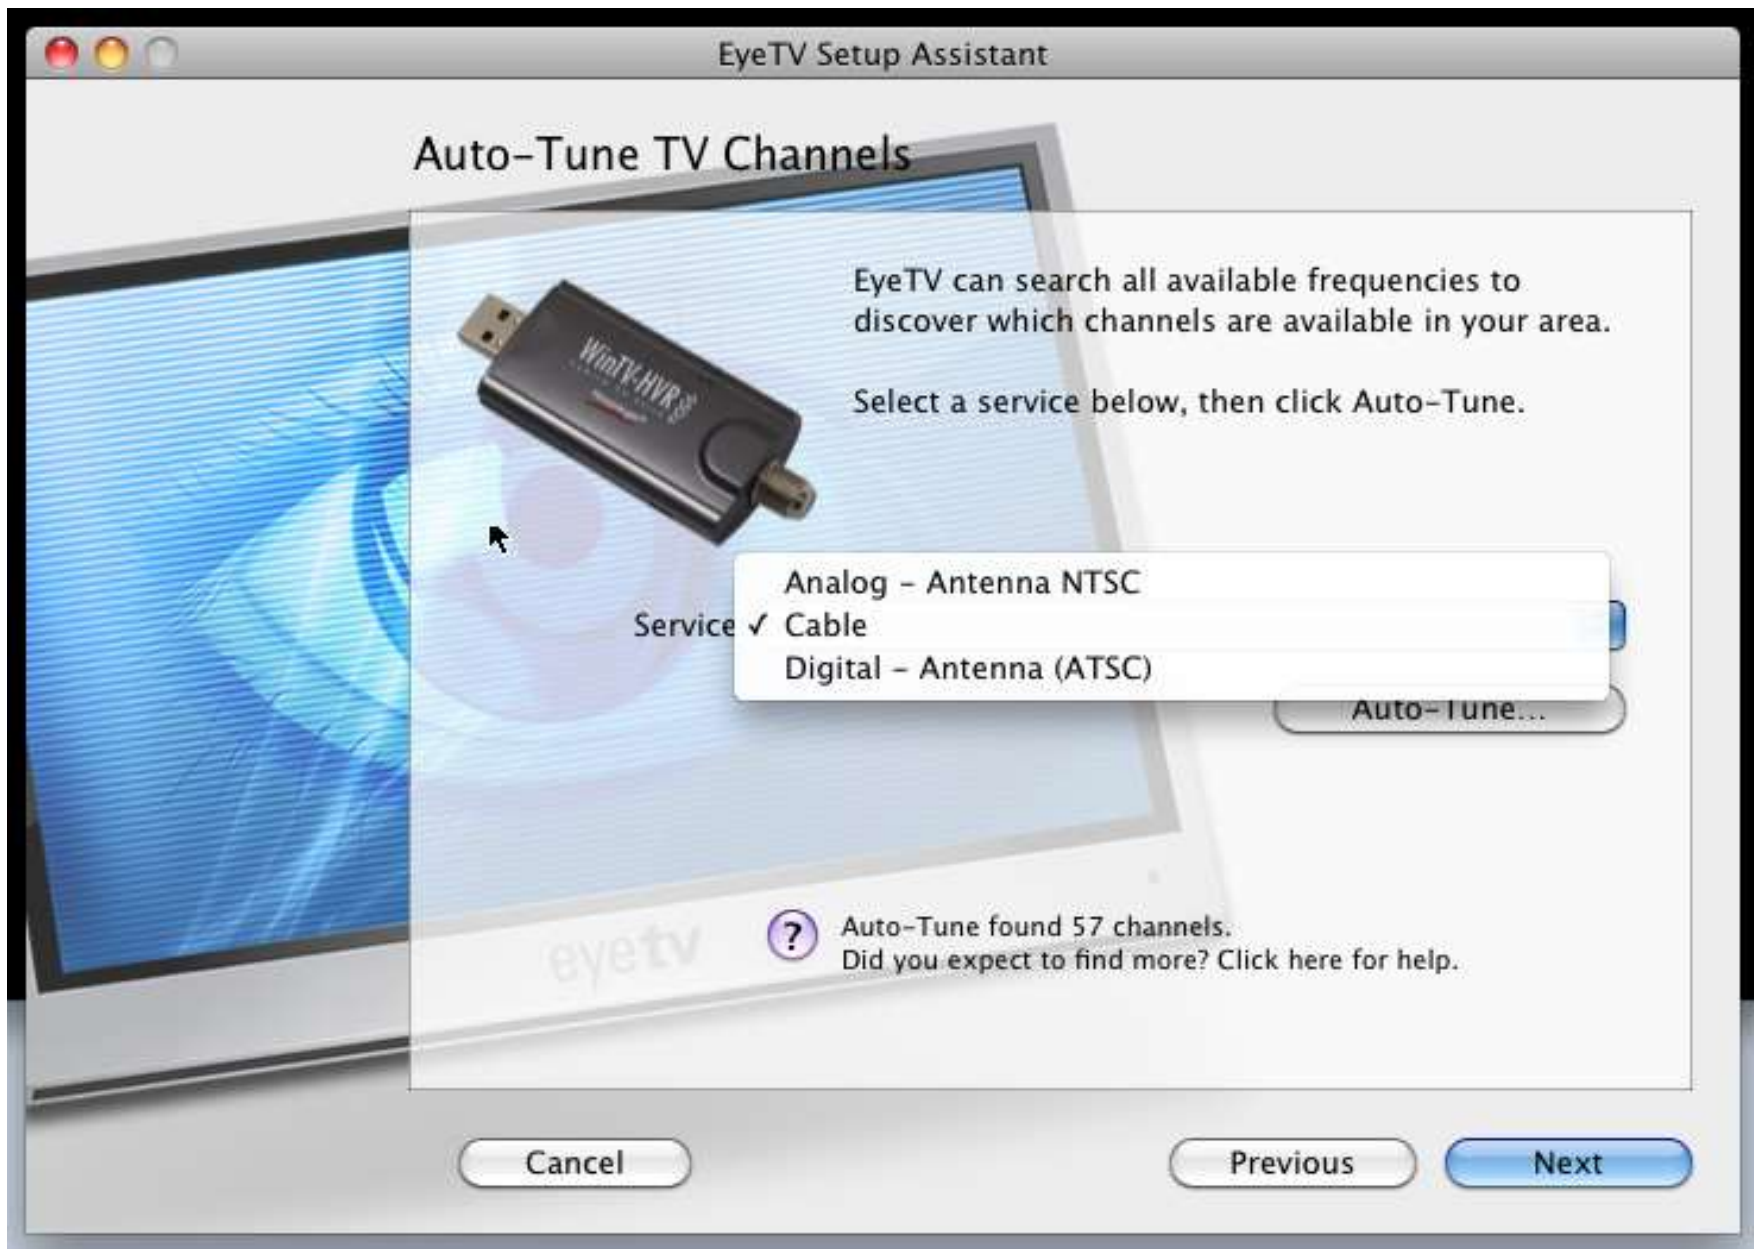 EyeTV Setup Assistant
Auto-Tune TV Channels
EyeTV can search all available frequencies to
discover which channels are available in your area.
WinTV-HVR
Select a service below, then click Auto-Tune.
Analog – Antenna NTSC
Service ✓ Cable
Digital – Antenna (ATSC)
Auto-Tune...
eyetv
? Auto-Tune found 57 channels.
Did you expect to find more? Click here for help.
Cancel
Previous
Next